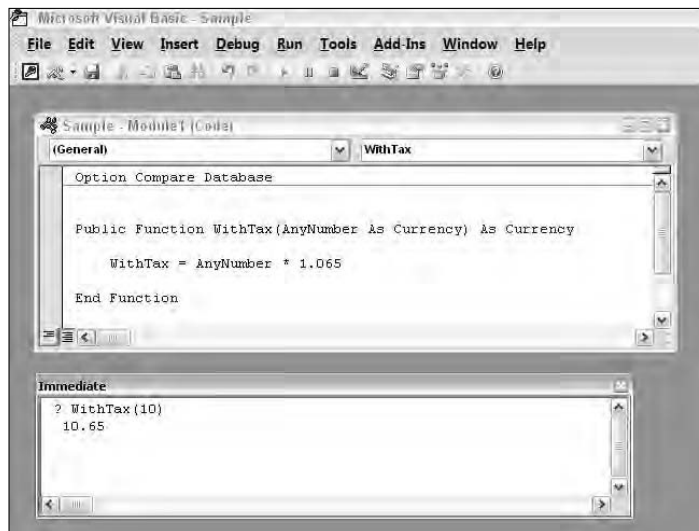 Microsoft Visual Basic - Sample
File Edit View Insert Debug Run Tools Add-Ins Window Help
Sample - Module1 (Code)
(General) WithTax
Option Compare Database
Public Function WithTax(AnyNumber As Currency) As Currency
WithTax = AnyNumber * 1.065
End Function
Immediate
? WithTax(10)
10.65